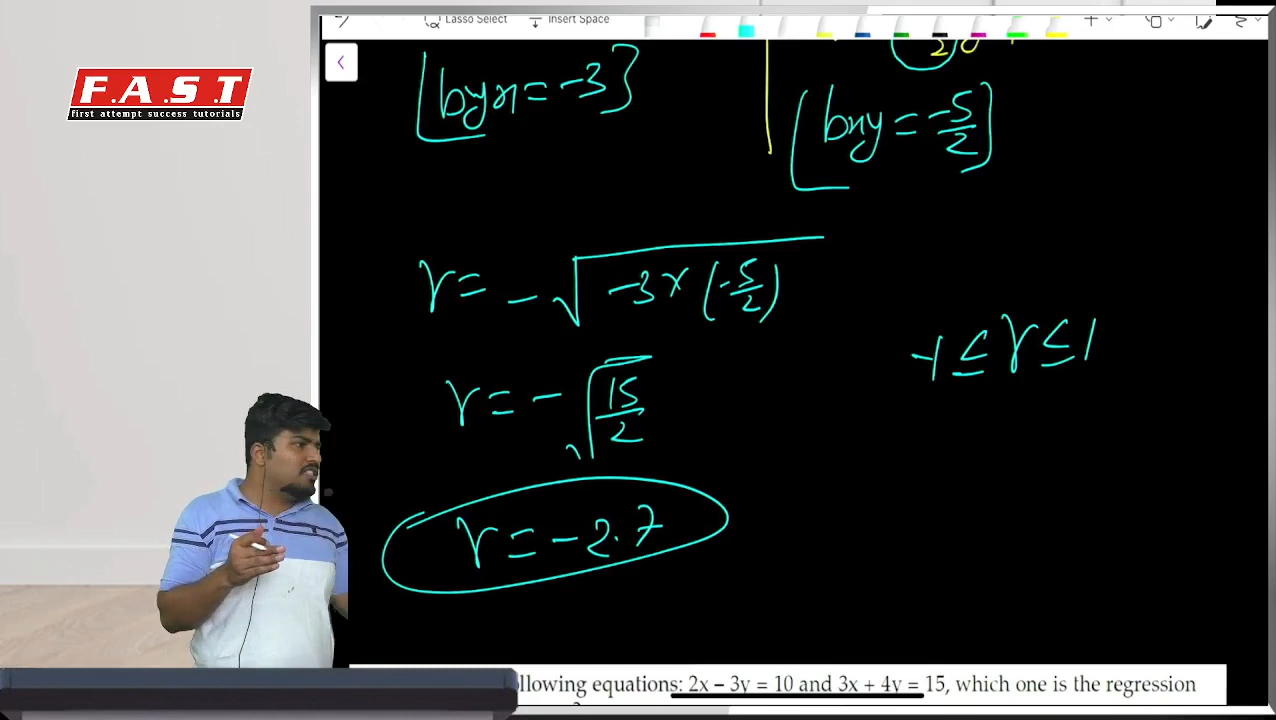 Lasso Select Insert Space
F.A.S.T
first attempt success tutorials
[byx = -3]
[bxy = -5/2]
r = -√-3x(-5/2)
-1 ≤ r ≤ 1
r = -√15/2
r = -2.7
llowing equations: 2x – 3y = 10 and 3x + 4y = 15, which one is the regression